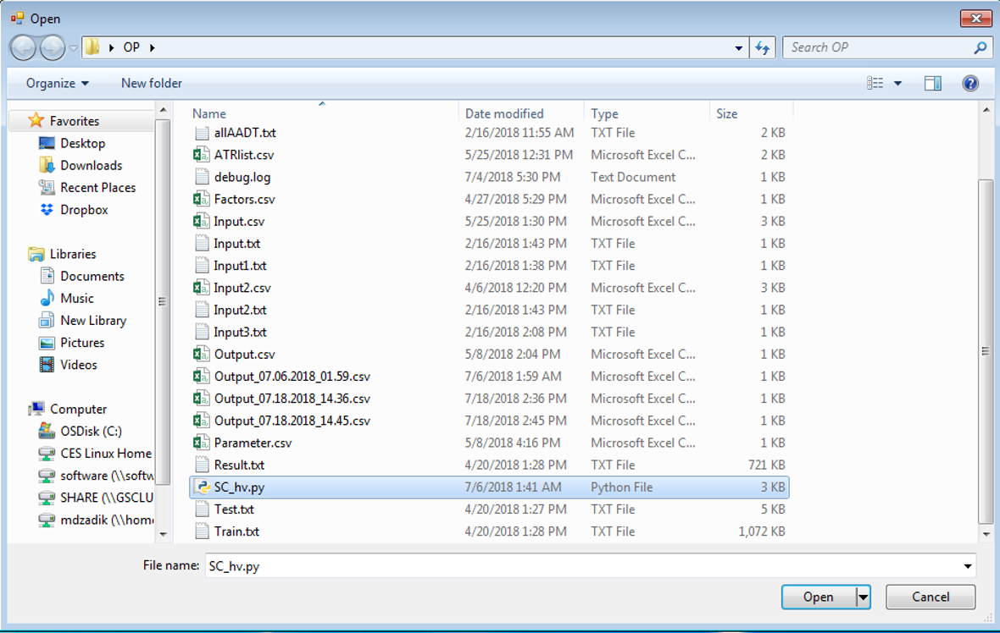 Open
OP
Search OP
Organize New folder
Favorites
Desktop
Downloads
Recent Places
Dropbox
Libraries
Documents
Music
New Library
Pictures
Videos
Computer
OSDisk (C:)
CES Linux Home
software (\\softw
SHARE (\\GSCLU
mdzadik (\\home
Name Date modified Type Size
allAADT.txt 2/16/2018 11:55 AM TXT File 2 KB
ATRlist.csv 5/25/2018 12:31 PM Microsoft Excel C... 2 KB
debug.log 7/4/2018 5:30 PM Text Document 1 KB
Factors.csv 4/27/2018 5:29 PM Microsoft Excel C... 1 KB
Input.csv 5/25/2018 1:30 PM Microsoft Excel C... 3 KB
Input.txt 2/16/2018 1:43 PM TXT File 1 KB
Input1.txt 2/16/2018 1:38 PM TXT File 1 KB
Input2.csv 4/6/2018 12:20 PM Microsoft Excel C... 3 KB
Input2.txt 2/16/2018 1:43 PM TXT File 1 KB
Input3.txt 2/16/2018 2:08 PM TXT File 1 KB
Output.csv 5/8/2018 2:04 PM Microsoft Excel C... 1 KB
Output_07.06.2018_01.59.csv 7/6/2018 1:59 AM Microsoft Excel C... 1 KB
Output_07.18.2018_14.36.csv 7/18/2018 2:36 PM Microsoft Excel C... 1 KB
Output_07.18.2018_14.45.csv 7/18/2018 2:45 PM Microsoft Excel C... 1 KB
Parameter.csv 5/8/2018 4:16 PM Microsoft Excel C... 1 KB
Result.txt 4/20/2018 1:28 PM TXT File 721 KB
SC_hv.py 7/6/2018 1:41 AM Python File 3 KB
Test.txt 4/20/2018 1:27 PM TXT File 5 KB
Train.txt 4/20/2018 1:28 PM TXT File 1,072 KB
File name: SC_hv.py
Open Cancel